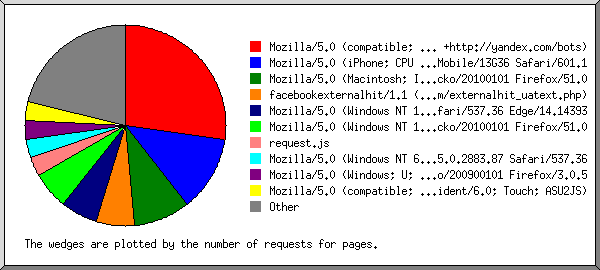 Mozilla/5.0 (compatible; ... +http://yandex.com/bots)
Mozilla/5.0 (iPhone; CPU ...Mobile/13G36 Safari/601.1
Mozilla/5.0 (Macintosh; I...cko/20100101 Firefox/51.0
facebookexternalhit/1.1 (...m/externalhit_uatext.php)
Mozilla/5.0 (Windows NT 1...fari/537.36 Edge/14.14393
Mozilla/5.0 (Windows NT 1...cko/20100101 Firefox/51.0
request.js
Mozilla/5.0 (Windows NT 6...5.0.2883.87 Safari/537.36
Mozilla/5.0 (Windows; U; ...o/200900101 Firefox/3.0.5
Mozilla/5.0 (compatible; ...ident/6.0; Touch; ASU2JS)
Other
The wedges are plotted by the number of requests for pages.